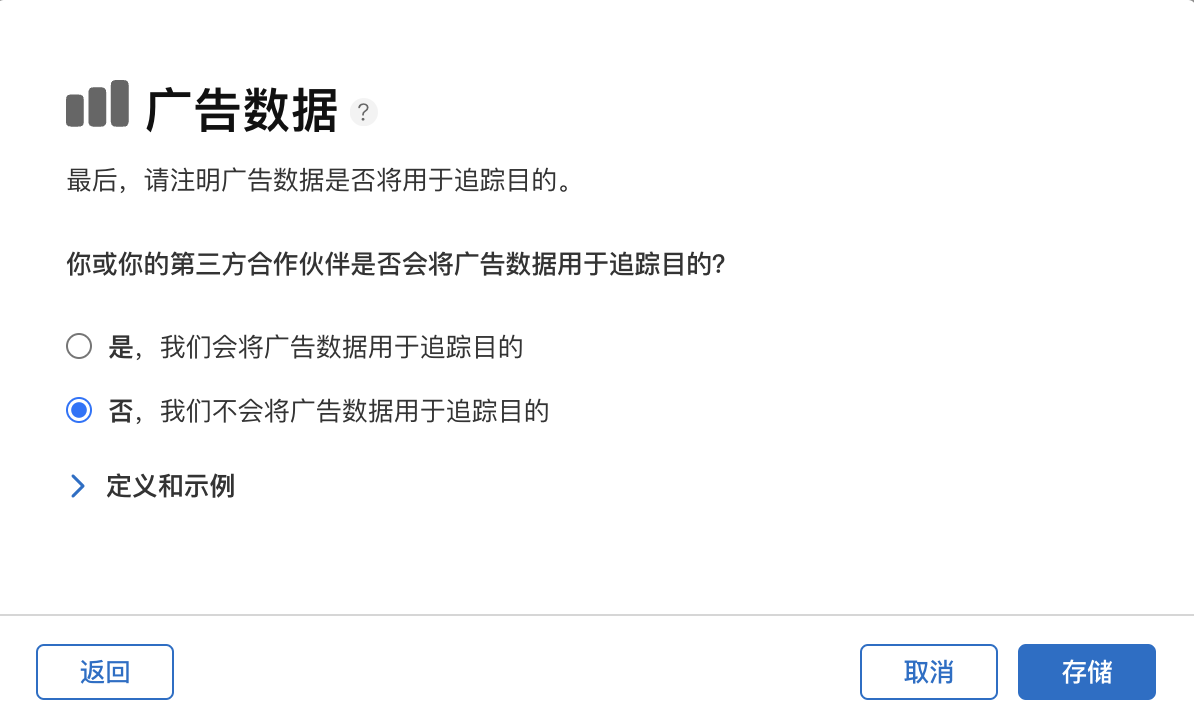 广告数据 ?
最后，请注明广告数据是否将用于追踪目的。
你或你的第三方合作伙伴是否会将广告数据用于追踪目的?
是，我们会将广告数据用于追踪目的
否，我们不会将广告数据用于追踪目的
定义和示例
返回 取消 存储